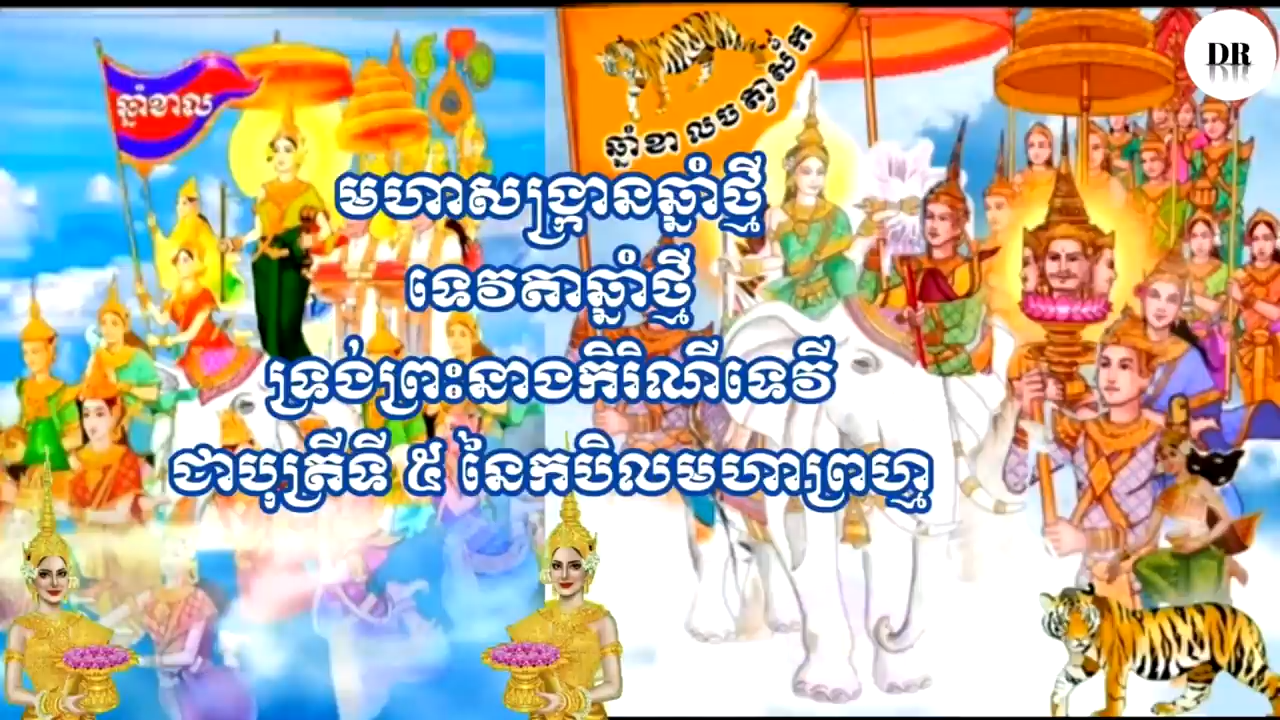 DR
ឆ្នាំខាល
ឆ្នាំខាលចត្វាស័ក
មហាសង្រ្កានឆ្នាំថ្មី
ទេវតាឆ្នាំថ្មី
ទ្រង់ព្រះនាងកិរិណីទេវី
ជាបុត្រីទី ៥ នៃកបិលមហាព្រហ្ម